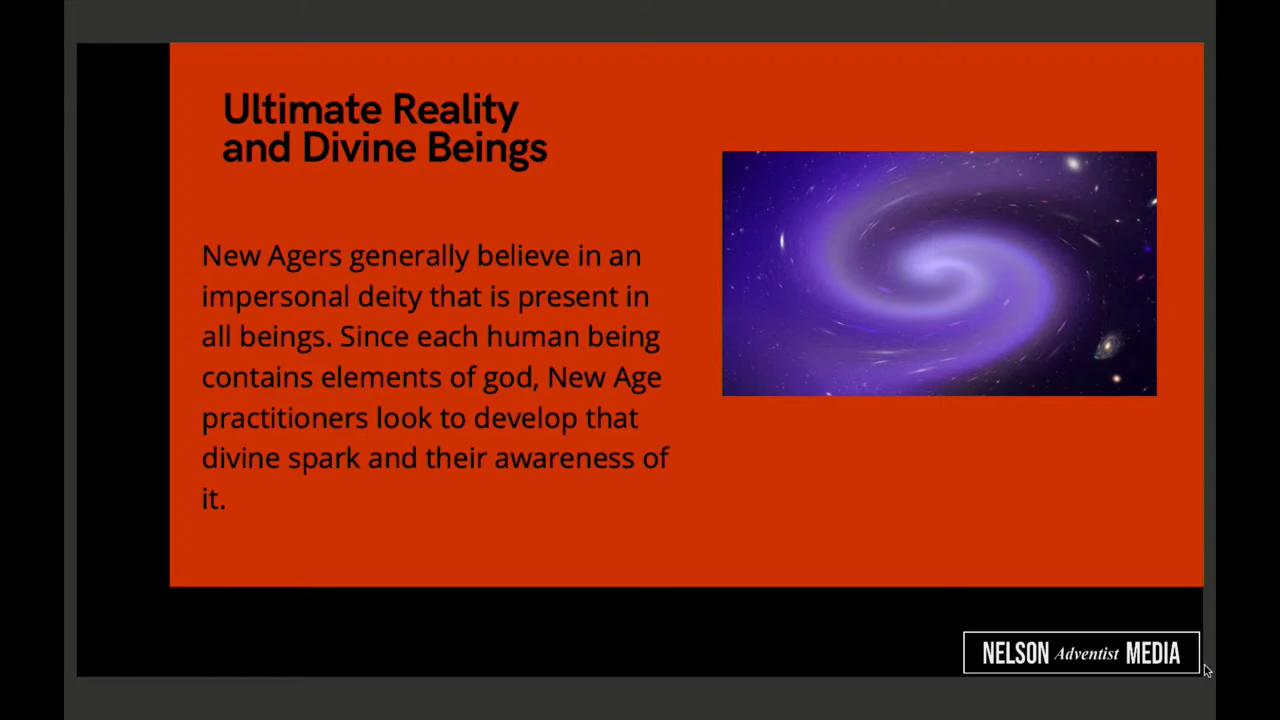 Ultimate Reality
and Divine Beings
New Agers generally believe in an
impersonal deity that is present in
all beings. Since each human being
contains elements of god, New Age
practitioners look to develop that
divine spark and their awareness of
it.
NELSON Adventist MEDIA